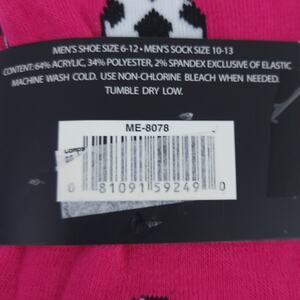 MEN'S SHOE SIZE 6-12 • MEN'S SOCK SIZE 10-13
CONTENT: 64% ACRYLIC, 34% POLYESTER, 2% SPANDEX EXCLUSIVE OF ELASTIC
MACHINE WASH COLD. USE NON-CHLORINE BLEACH WHEN NEEDED.
TUMBLE DRY LOW.
ME-8078
0 81091 59249 0